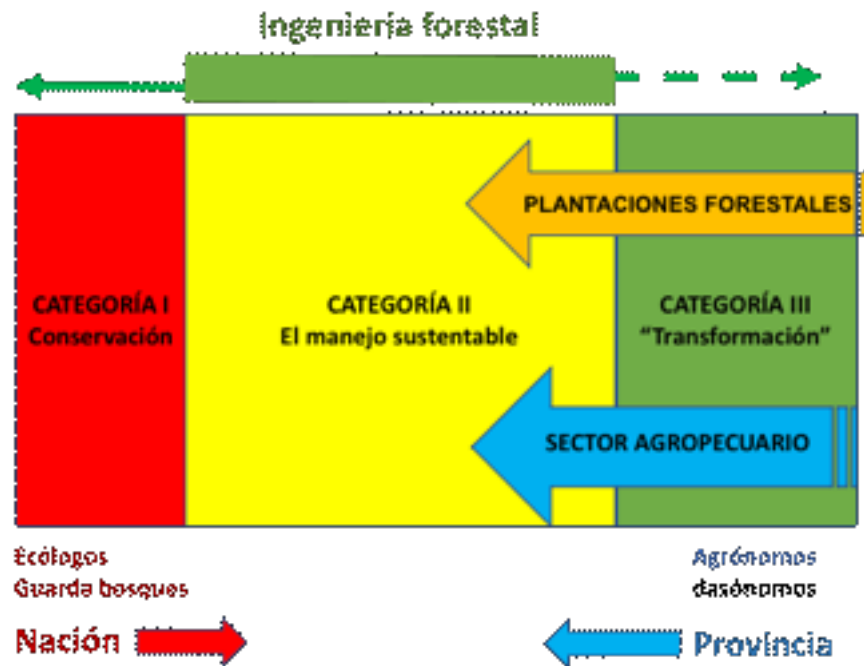 Ingeniería forestal
PLANTACIONES FORESTALES
CATEGORÍA I
Conservación
CATEGORÍA II
El manejo sustentable
CATEGORÍA III
“Transformación”
SECTOR AGROPECUARIO
Ecólogos
Guarda bosques
Agrónomos
dasónomos
Nación
Província